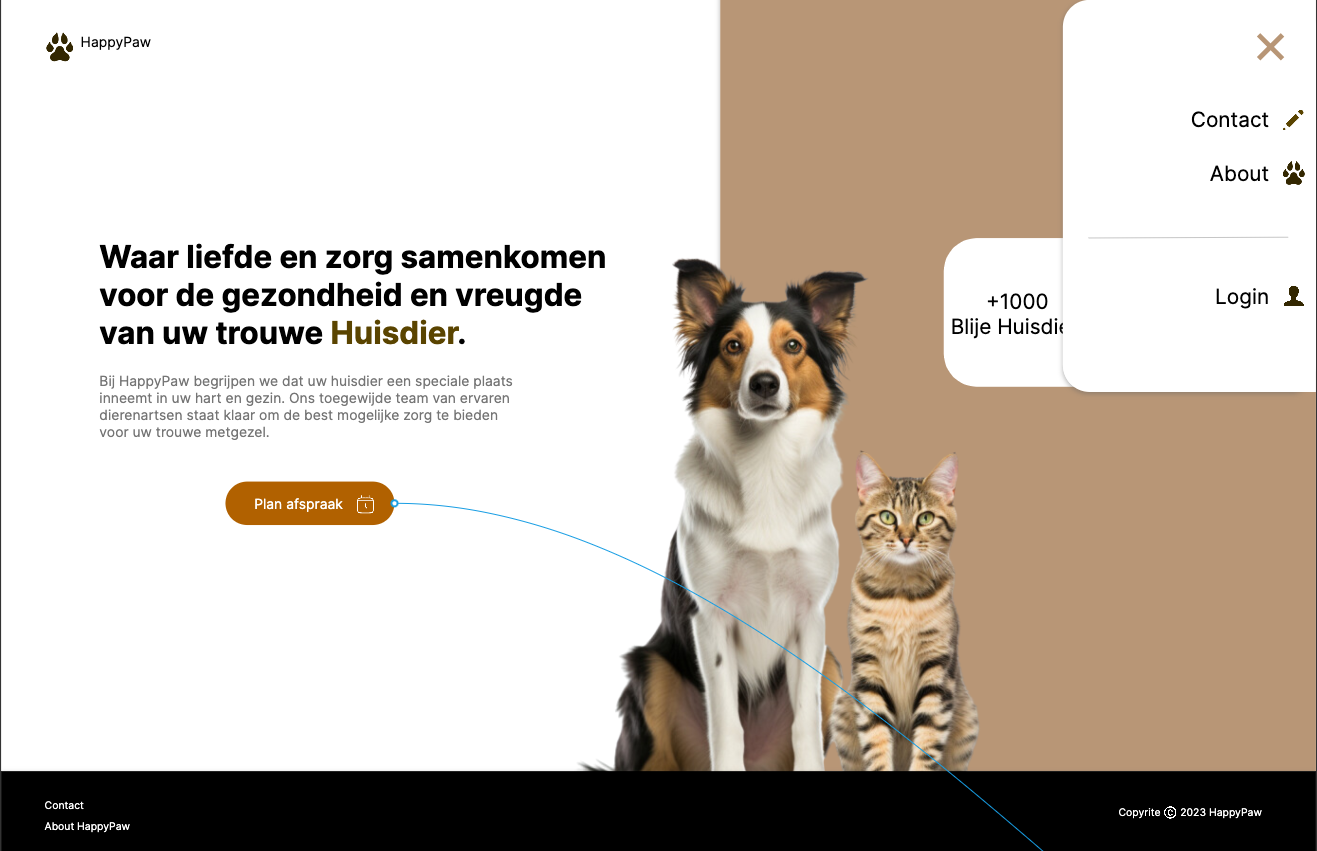 HappyPaw
Contact
About
Login
Waar liefde en zorg samenkomen
voor de gezondheid en vreugde
van uw trouwe Huisdier.
Bij HappyPaw begrijpen we dat uw huisdier een speciale plaats
inneemt in uw hart en gezin. Ons toegewijde team van ervaren
dierenartsen staat klaar om de best mogelijke zorg te bieden
voor uw trouwe metgezel.
Plan afspraak
+1000
Blije Huisdie
Contact
About HappyPaw
Copyrite © 2023 HappyPaw